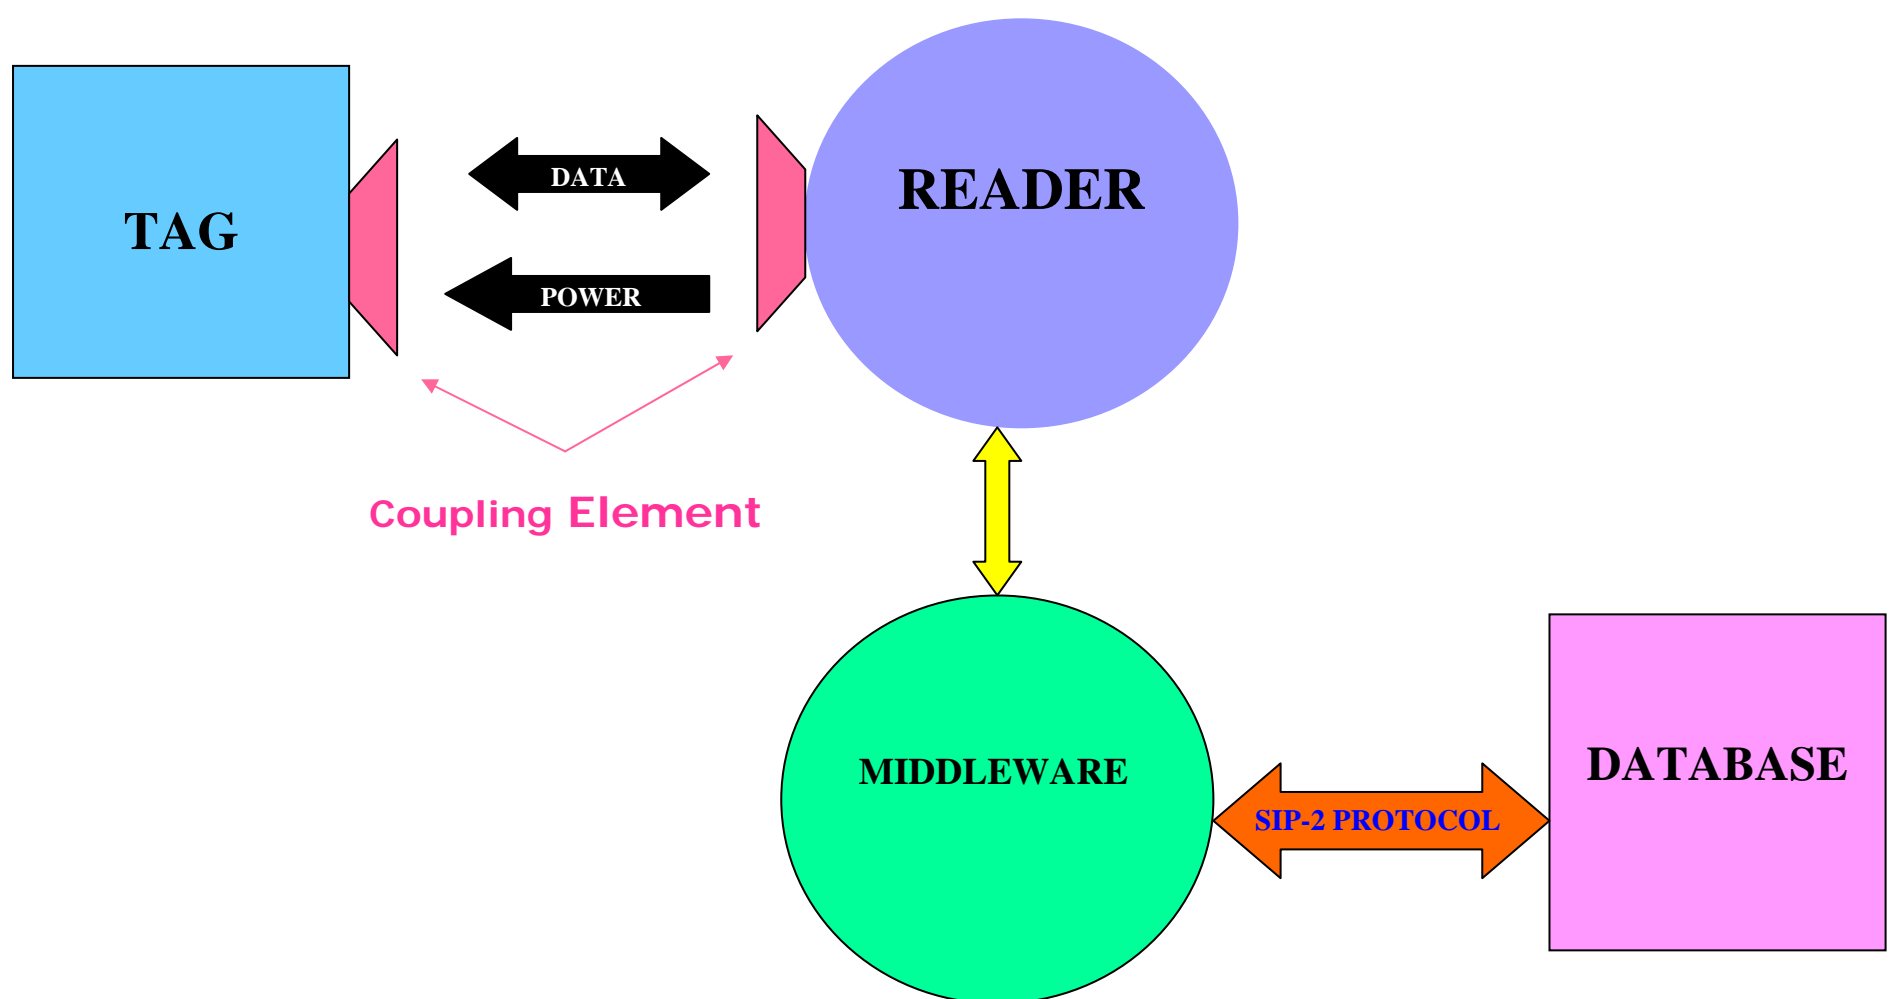 READER
TAG
DATA
POWER
Coupling Element
MIDDLEWARE
DATABASE
SIP-2 PROTOCOL